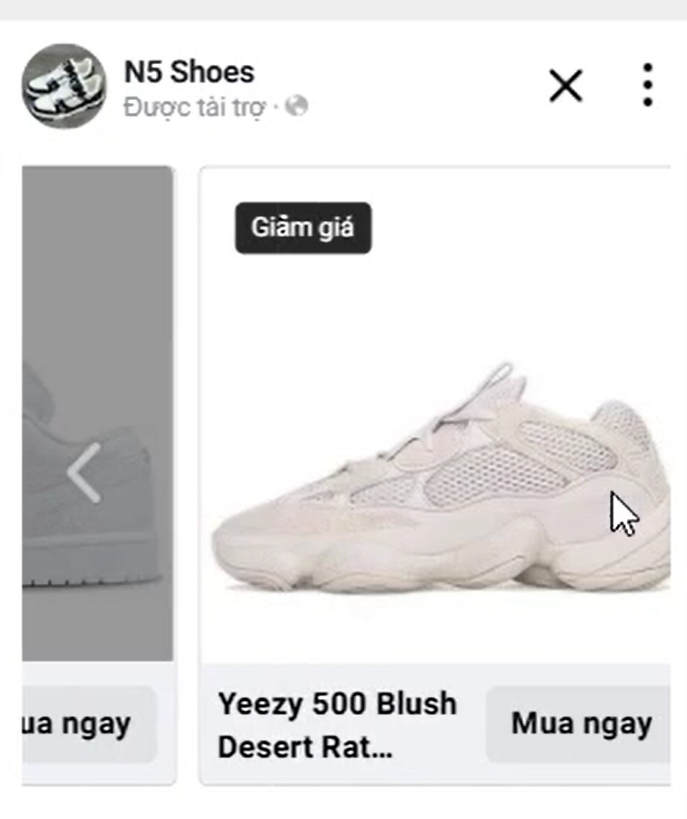 N5 Shoes
Được tài trợ ·
Giảm giá
ua ngay
Yeezy 500 Blush
Desert Rat...
Mua ngay